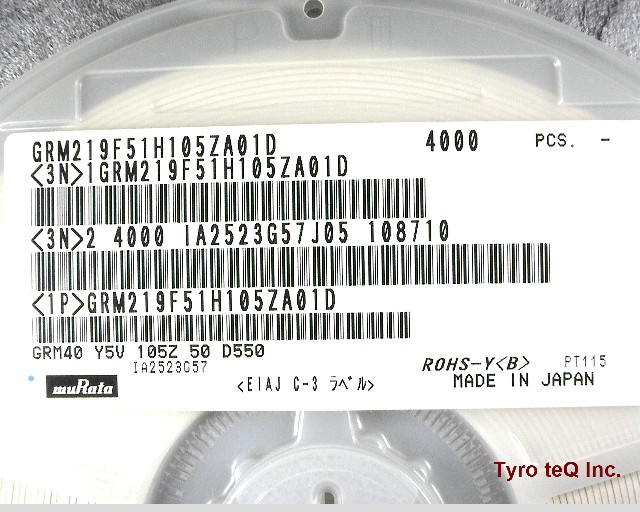 GRM219F51H105ZA01D 4000 PCS. -
<3N>1GRM219F51H105ZA01D
<3N>2 4000 IA2523G57J05 108710
<1P>GRM219F51H105ZA01D
GRM40 Y5V 105Z 50 D550
IA2523G57
ROHS-Y<B> PT115
muRata <EIAJ C-3 ラベル> MADE IN JAPAN
Tyro teQ Inc.